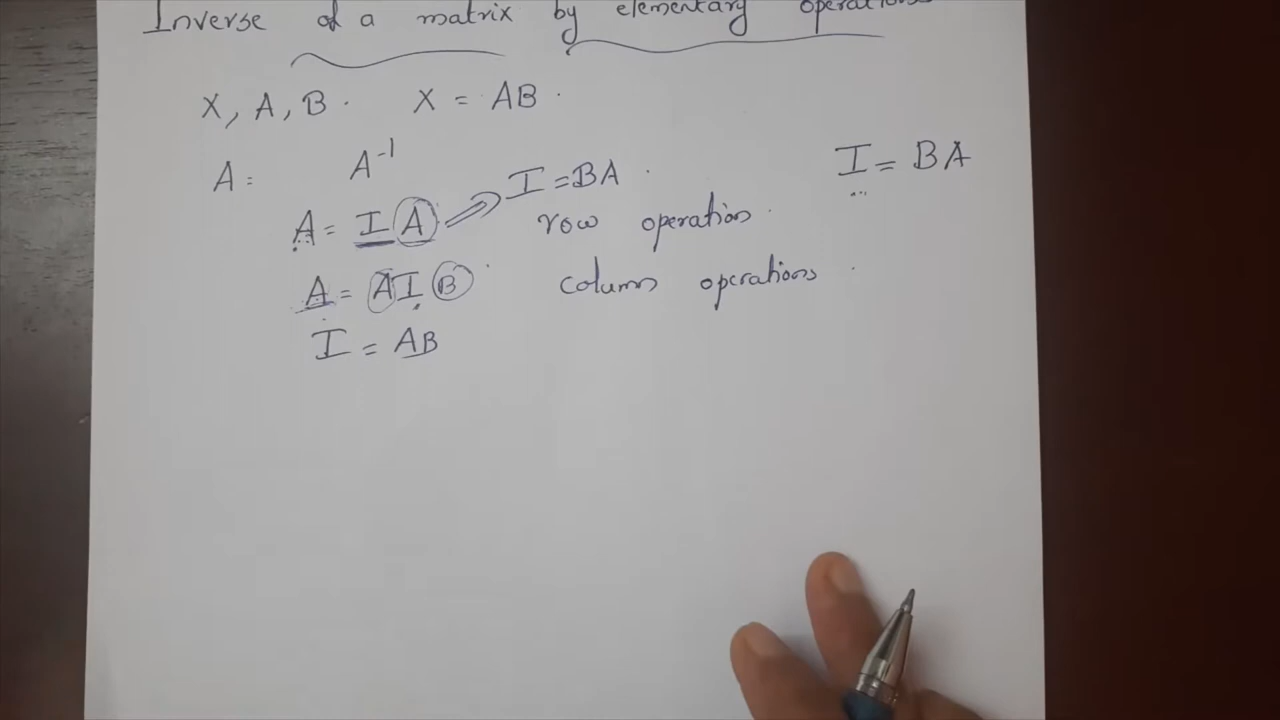 Inverse of a matrix by elementary operations
X, A, B . X = AB .
A = A⁻¹ I = BA . I = BA
A = I A row operation .
A = A I B . column operations .
I = AB